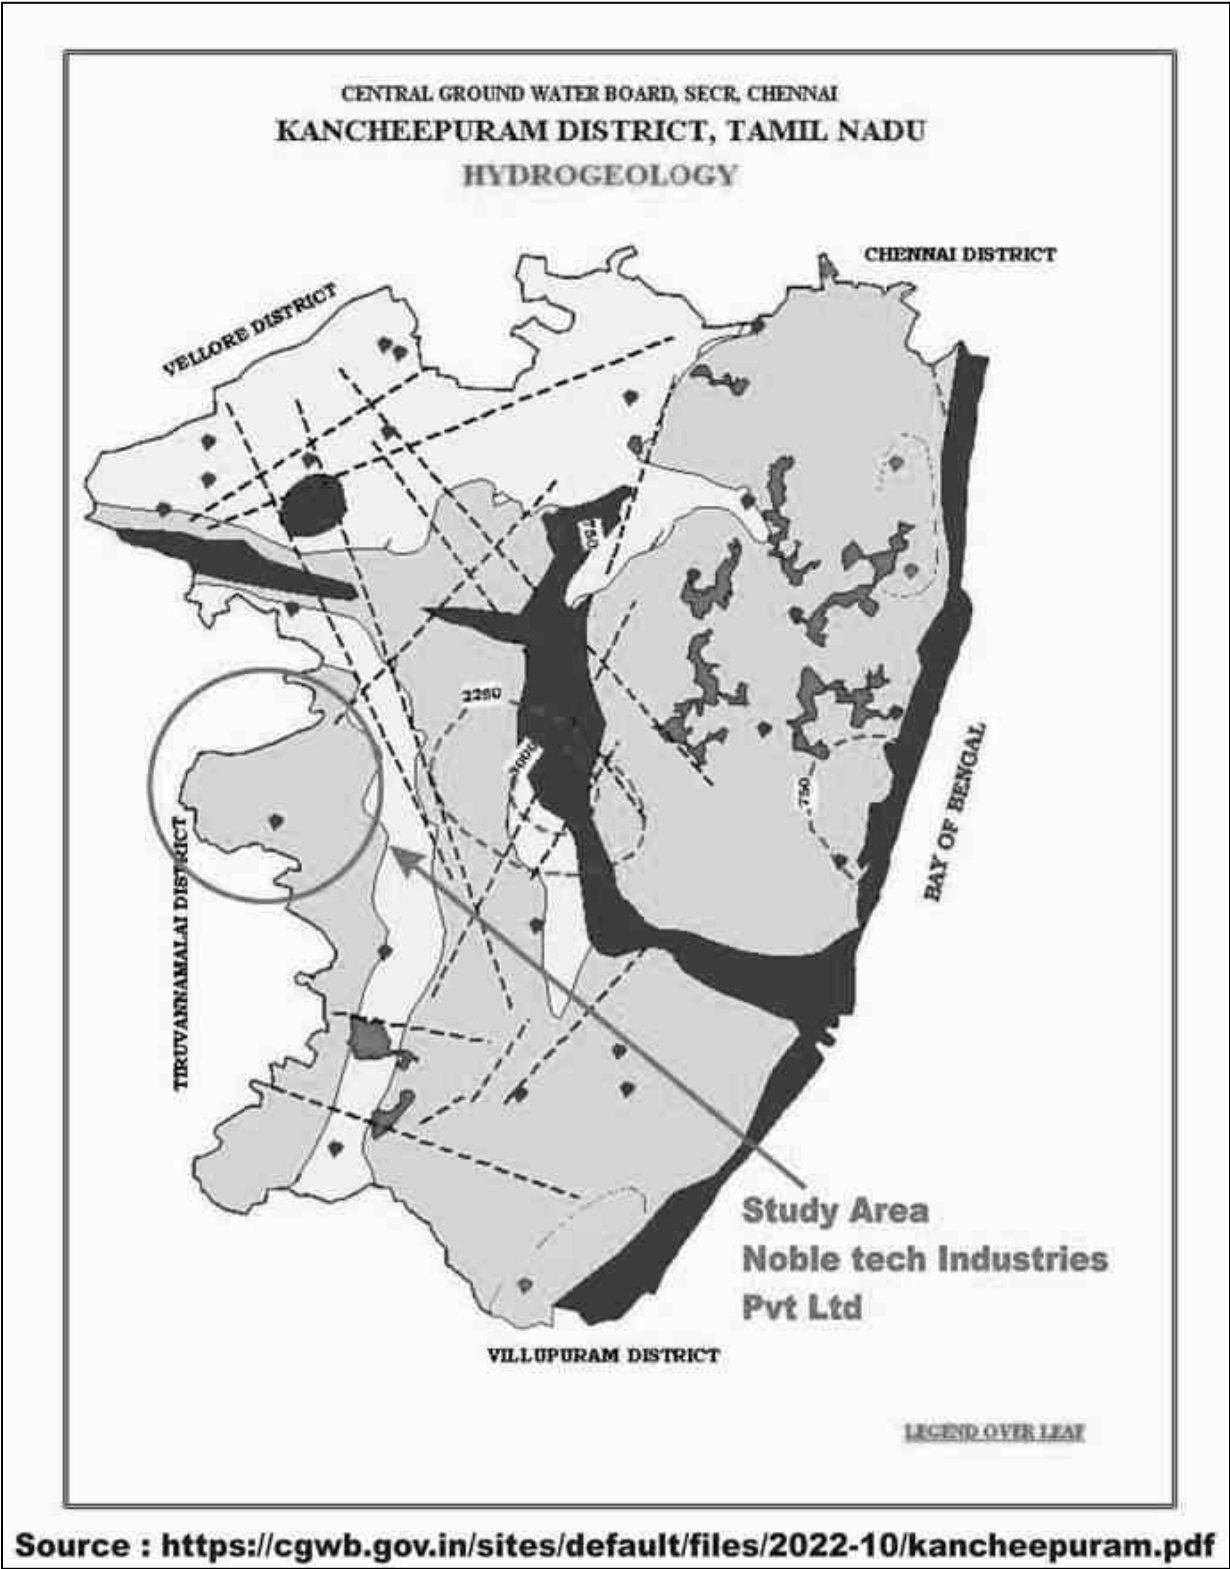 CENTRAL GROUND WATER BOARD, SECR, CHENNAI
KANCHEEPURAM DISTRICT, TAMIL NADU
HYDROGEOLOGY
CHENNAI DISTRICT
VELLORE DISTRICT
750
2250
750
BAY OF BENGAL
TIRUVANNAMALAI DISTRICT
Study Area
Noble tech Industries
Pvt Ltd
VILLUPURAM DISTRICT
LEGEND OVER LEAF
Source : https://cgwb.gov.in/sites/default/files/2022-10/kancheepuram.pdf